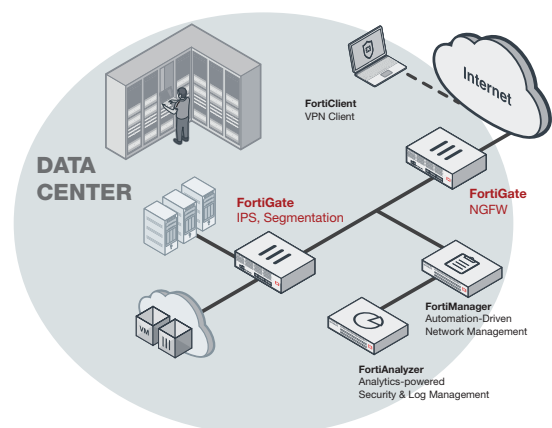 Internet
FortiClient
VPN Client
DATA
CENTER
FortiGate
IPS, Segmentation
FortiGate
NGFW
VM
FortiManager
Automation-Driven
Network Management
FortiAnalyzer
Analytics-powered
Security & Log Management